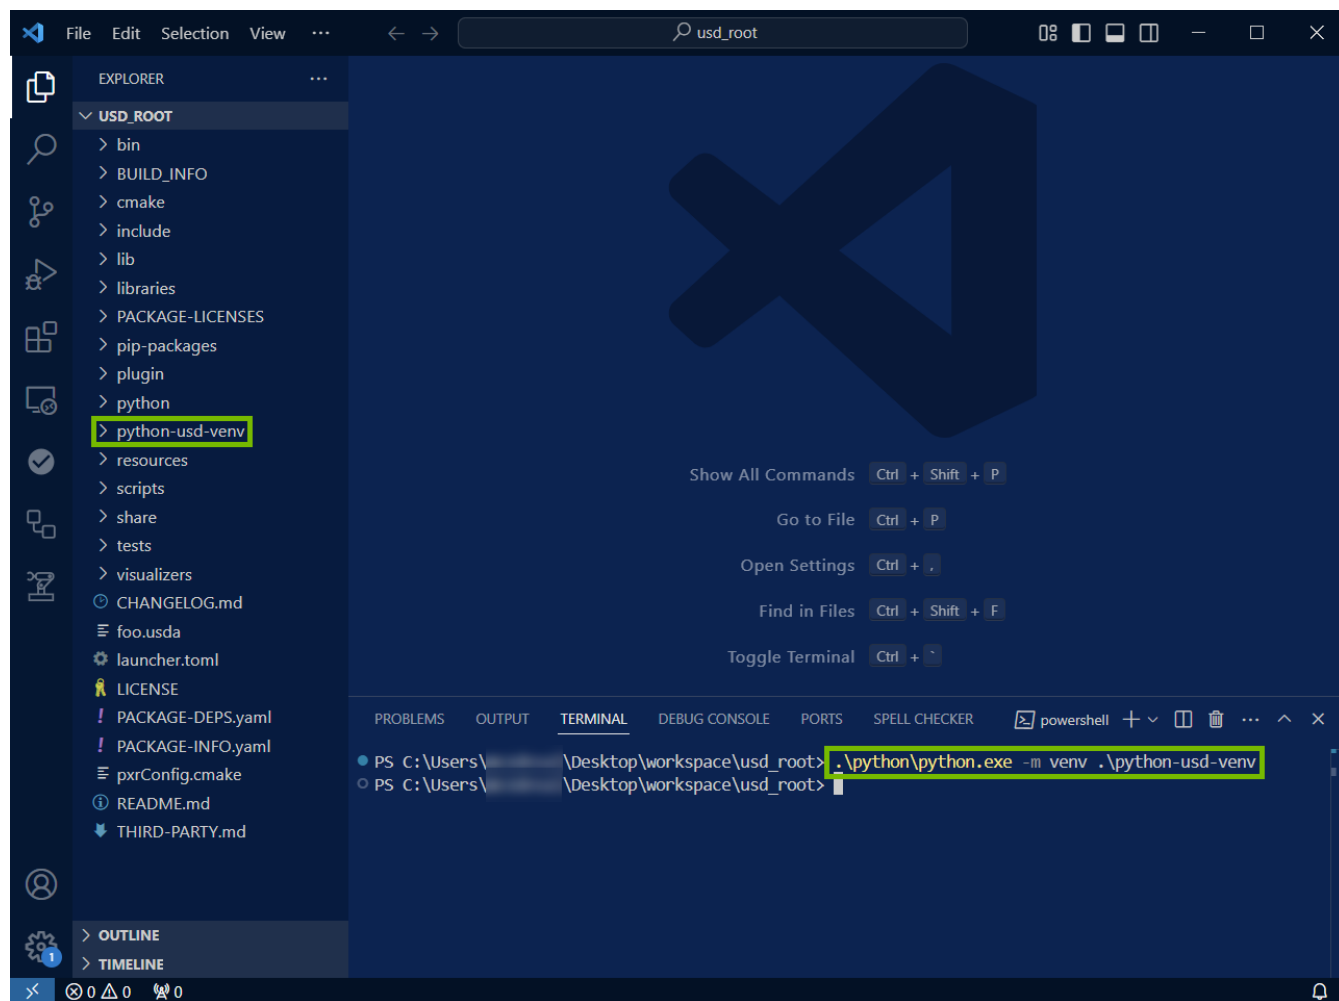 File Edit Selection View ··· usd_root
EXPLORER ···
USD_ROOT
bin
BUILD_INFO
cmake
include
lib
libraries
PACKAGE-LICENSES
pip-packages
plugin
python
python-usd-venv
resources
scripts
share
tests
visualizers
CHANGELOG.md
foo.usda
launcher.toml
LICENSE
PACKAGE-DEPS.yaml
PACKAGE-INFO.yaml
pxrConfig.cmake
README.md
THIRD-PARTY.md
OUTLINE
TIMELINE
Show All Commands Ctrl + Shift + P
Go to File Ctrl + P
Open Settings Ctrl + ,
Find in Files Ctrl + Shift + F
Toggle Terminal Ctrl + `
PROBLEMS OUTPUT TERMINAL DEBUG CONSOLE PORTS SPELL CHECKER powershell
PS C:\Users\ \Desktop\workspace\usd_root> .\python\python.exe -m venv .\python-usd-venv
PS C:\Users\ \Desktop\workspace\usd_root>
1
0 0 0